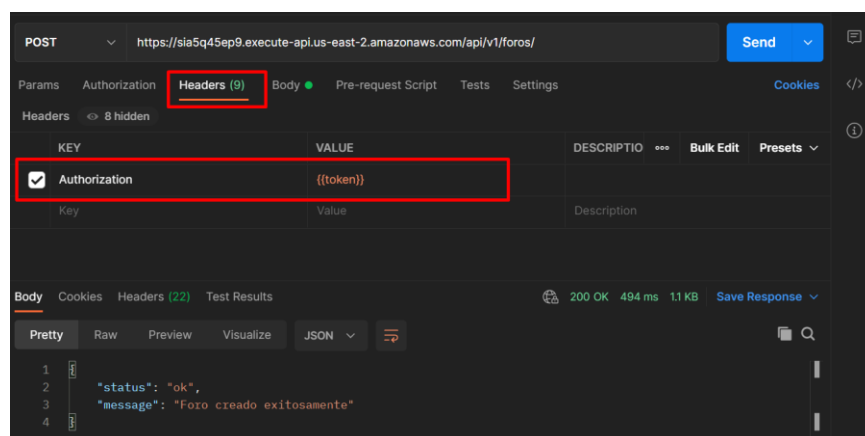 POST https://sia5q45ep9.execute-api.us-east-2.amazonaws.com/api/v1/foros/ Send
Params Authorization Headers (9) Body Pre-request Script Tests Settings Cookies
Headers 8 hidden
KEY VALUE DESCRIPTIO Bulk Edit Presets
Authorization {{token}}
Key Value Description
Body Cookies Headers (22) Test Results 200 OK 494 ms 1.1 KB Save Response
Pretty Raw Preview Visualize JSON
1 {
2 "status": "ok",
3 "message": "Foro creado exitosamente"
4 }